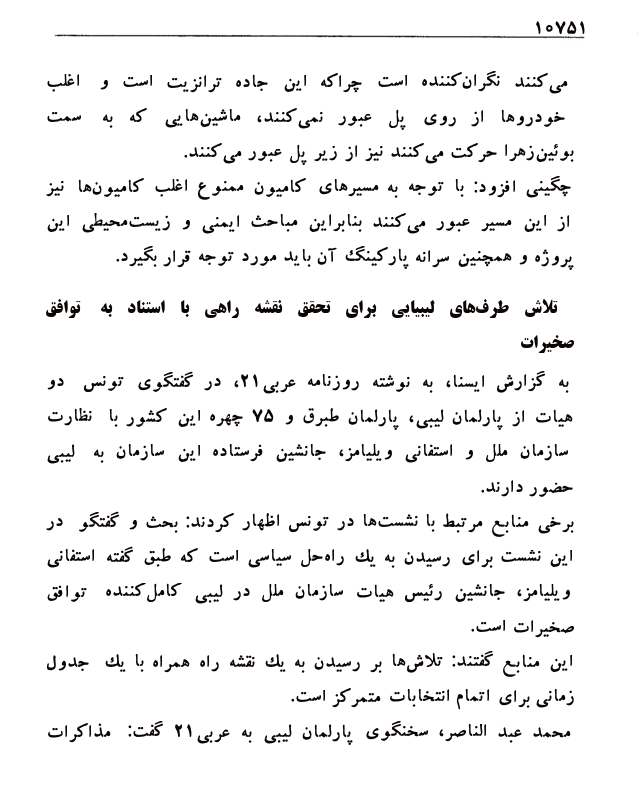 ۱۰۷۵۱
می‌کنند نگران‌کننده است چراکه این جاده ترانزیت است و اغلب
خودروها از روی پل عبور نمی‌کنند، ماشین‌هایی که به سمت
بوئین‌زهرا حرکت می‌کنند نیز از زیر پل عبور می‌کنند.
چگینی افزود: با توجه به مسیرهای کامیون ممنوع اغلب کامیون‌ها نیز
از این مسیر عبور می‌کنند بنابراین مباحث ایمنی و زیست‌محیطی این
پروژه و همچنین سرانه پارکینگ آن باید مورد توجه قرار بگیرد.
تلاش طرف‌های لیبیایی برای تحقق نقشه راهی با استناد به توافق
صخیرات
به گزارش ایسنا، به نوشته روزنامه عربی۲۱، در گفتگوی تونس دو
هیات از پارلمان لیبی، پارلمان طبرق و ۷۵ چهره این کشور با نظارت
سازمان ملل و استفانی ویلیامز، جانشین فرستاده این سازمان به لیبی
حضور دارند.
برخی منابع مرتبط با نشست‌ها در تونس اظهار کردند: بحث و گفتگو در
این نشست برای رسیدن به یك راه‌حل سیاسی است که طبق گفته استفانی
ویلیامز، جانشین رئیس هیات سازمان ملل در لیبی کامل‌کننده توافق
صخیرات است.
این منابع گفتند: تلاش‌ها بر رسیدن به یك نقشه راه همراه با یك جدول
زمانی برای اتمام انتخابات متمرکز است.
محمد عبد الناصر، سخنگوی پارلمان لیبی به عربی۲۱ گفت: مذاکرات